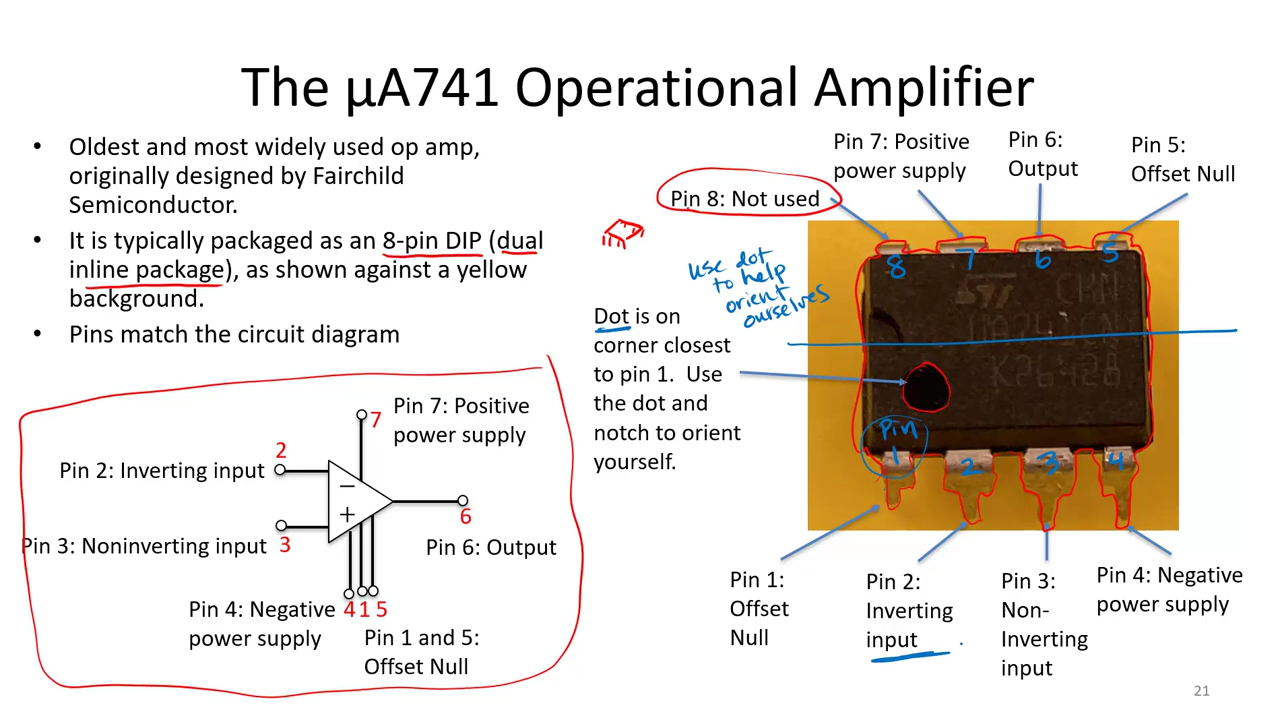 The µA741 Operational Amplifier
• Oldest and most widely used op amp,
originally designed by Fairchild
Semiconductor.
• It is typically packaged as an 8-pin DIP (dual
inline package), as shown against a yellow
background.
• Pins match the circuit diagram
Pin 7: Positive
power supply
7
2
Pin 2: Inverting input
−
+
6
Pin 3: Noninverting input
3
Pin 6: Output
Pin 4: Negative
power supply
4 1 5
Pin 1 and 5:
Offset Null
Dot is on
corner closest
to pin 1. Use
the dot and
notch to orient
yourself.
use dot
to help
orient
ourselves
Pin 8: Not used
Pin 7: Positive
power supply
Pin 6:
Output
Pin 5:
Offset Null
8 7 6 5
ST
K26428
Pin
1 2 3 4
Pin 1:
Offset
Null
Pin 2:
Inverting
input
Pin 3:
Non-
Inverting
input
Pin 4: Negative
power supply
21